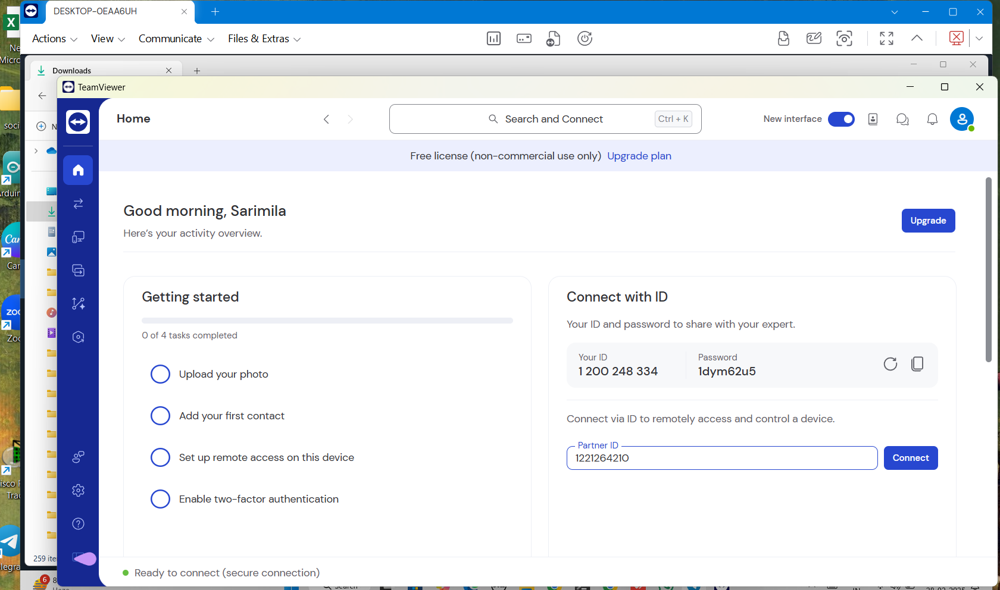 DESKTOP-0EAA6UH
Actions
View
Communicate
Files & Extras
Downloads
TeamViewer
Home
Search and Connect
Ctrl + K
New interface
Free license (non-commercial use only) Upgrade plan
Good morning, Sarimila
Here's your activity overview.
Upgrade
Getting started
0 of 4 tasks completed
Upload your photo
Add your first contact
Set up remote access on this device
Enable two-factor authentication
Connect with ID
Your ID and password to share with your expert.
Your ID
1 200 248 334
Password
1dym62u5
Connect via ID to remotely access and control a device.
Partner ID
1221264210
Connect
Ready to connect (secure connection)
259 ite
6